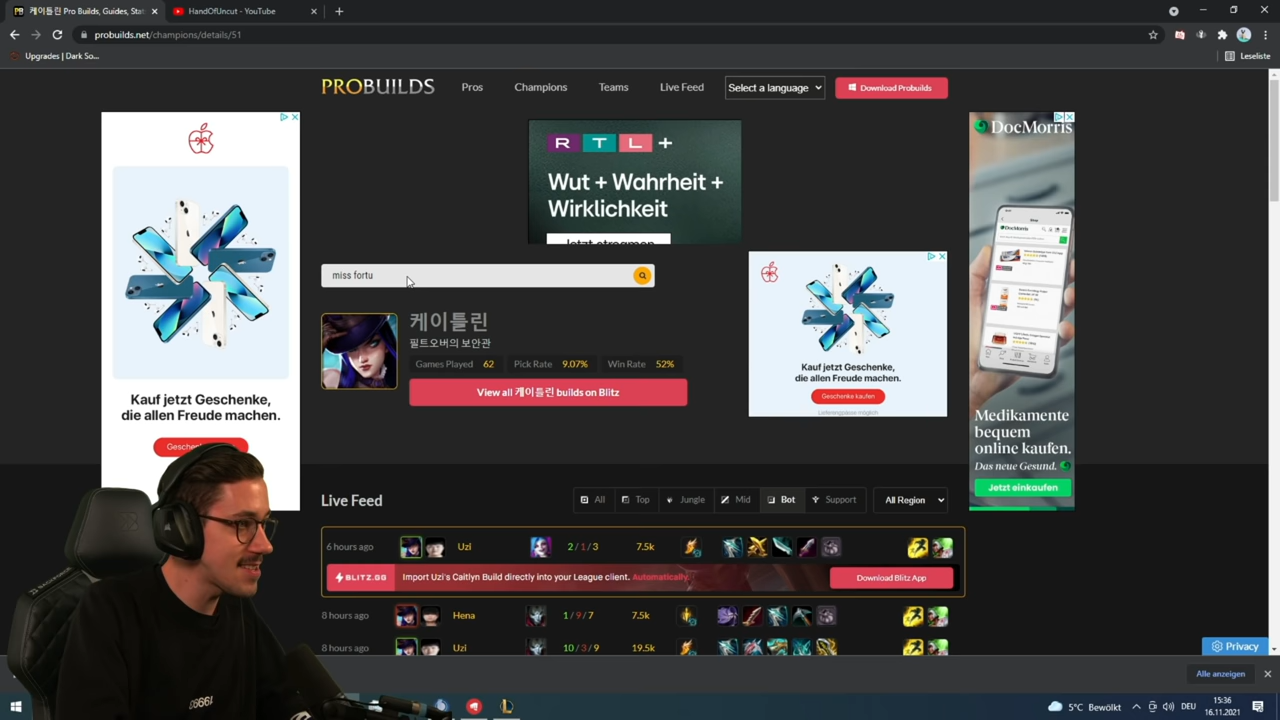 케이틀린 Pro Builds, Guides, Sta
HandOfUncut - YouTube
probuilds.net/champions/details/51
Upgrades | Dark So...
Leseliste
PROBUILDS
Pros
Champions
Teams
Live Feed
Select a language
Download Probuilds
RTL+
Wut + Wahrheit +
Wirklichkeit
Jetzt streamen
miss fortu
케이틀린
필트오버의 보안관
Games Played 62
Pick Rate 9.07%
Win Rate 52%
View all 케이틀린 builds on Blitz
Kauf jetzt Geschenke,
die allen Freude machen.
Kauf jetzt Geschenke,
die allen Freude machen.
Geschenke kaufen
Lieferengpässe möglich
DocMorris
Medikamente
bequem
online kaufen.
Das neue Gesund.
Jetzt einkaufen
Live Feed
All
Top
Jungle
Mid
Bot
Support
All Region
6 hours ago Uzi 2 / 1 / 3 7.5k
BLITZ.GG Import Uzi's Caitlyn Build directly into your League client. Automatically. Download Blitz App
8 hours ago Hena 1 / 9 / 7 7.5k
8 hours ago Uzi 10 / 3 / 9 19.5k
Privacy
Alle anzeigen
5°C Bewölkt
DEU
15:36
16.11.2021